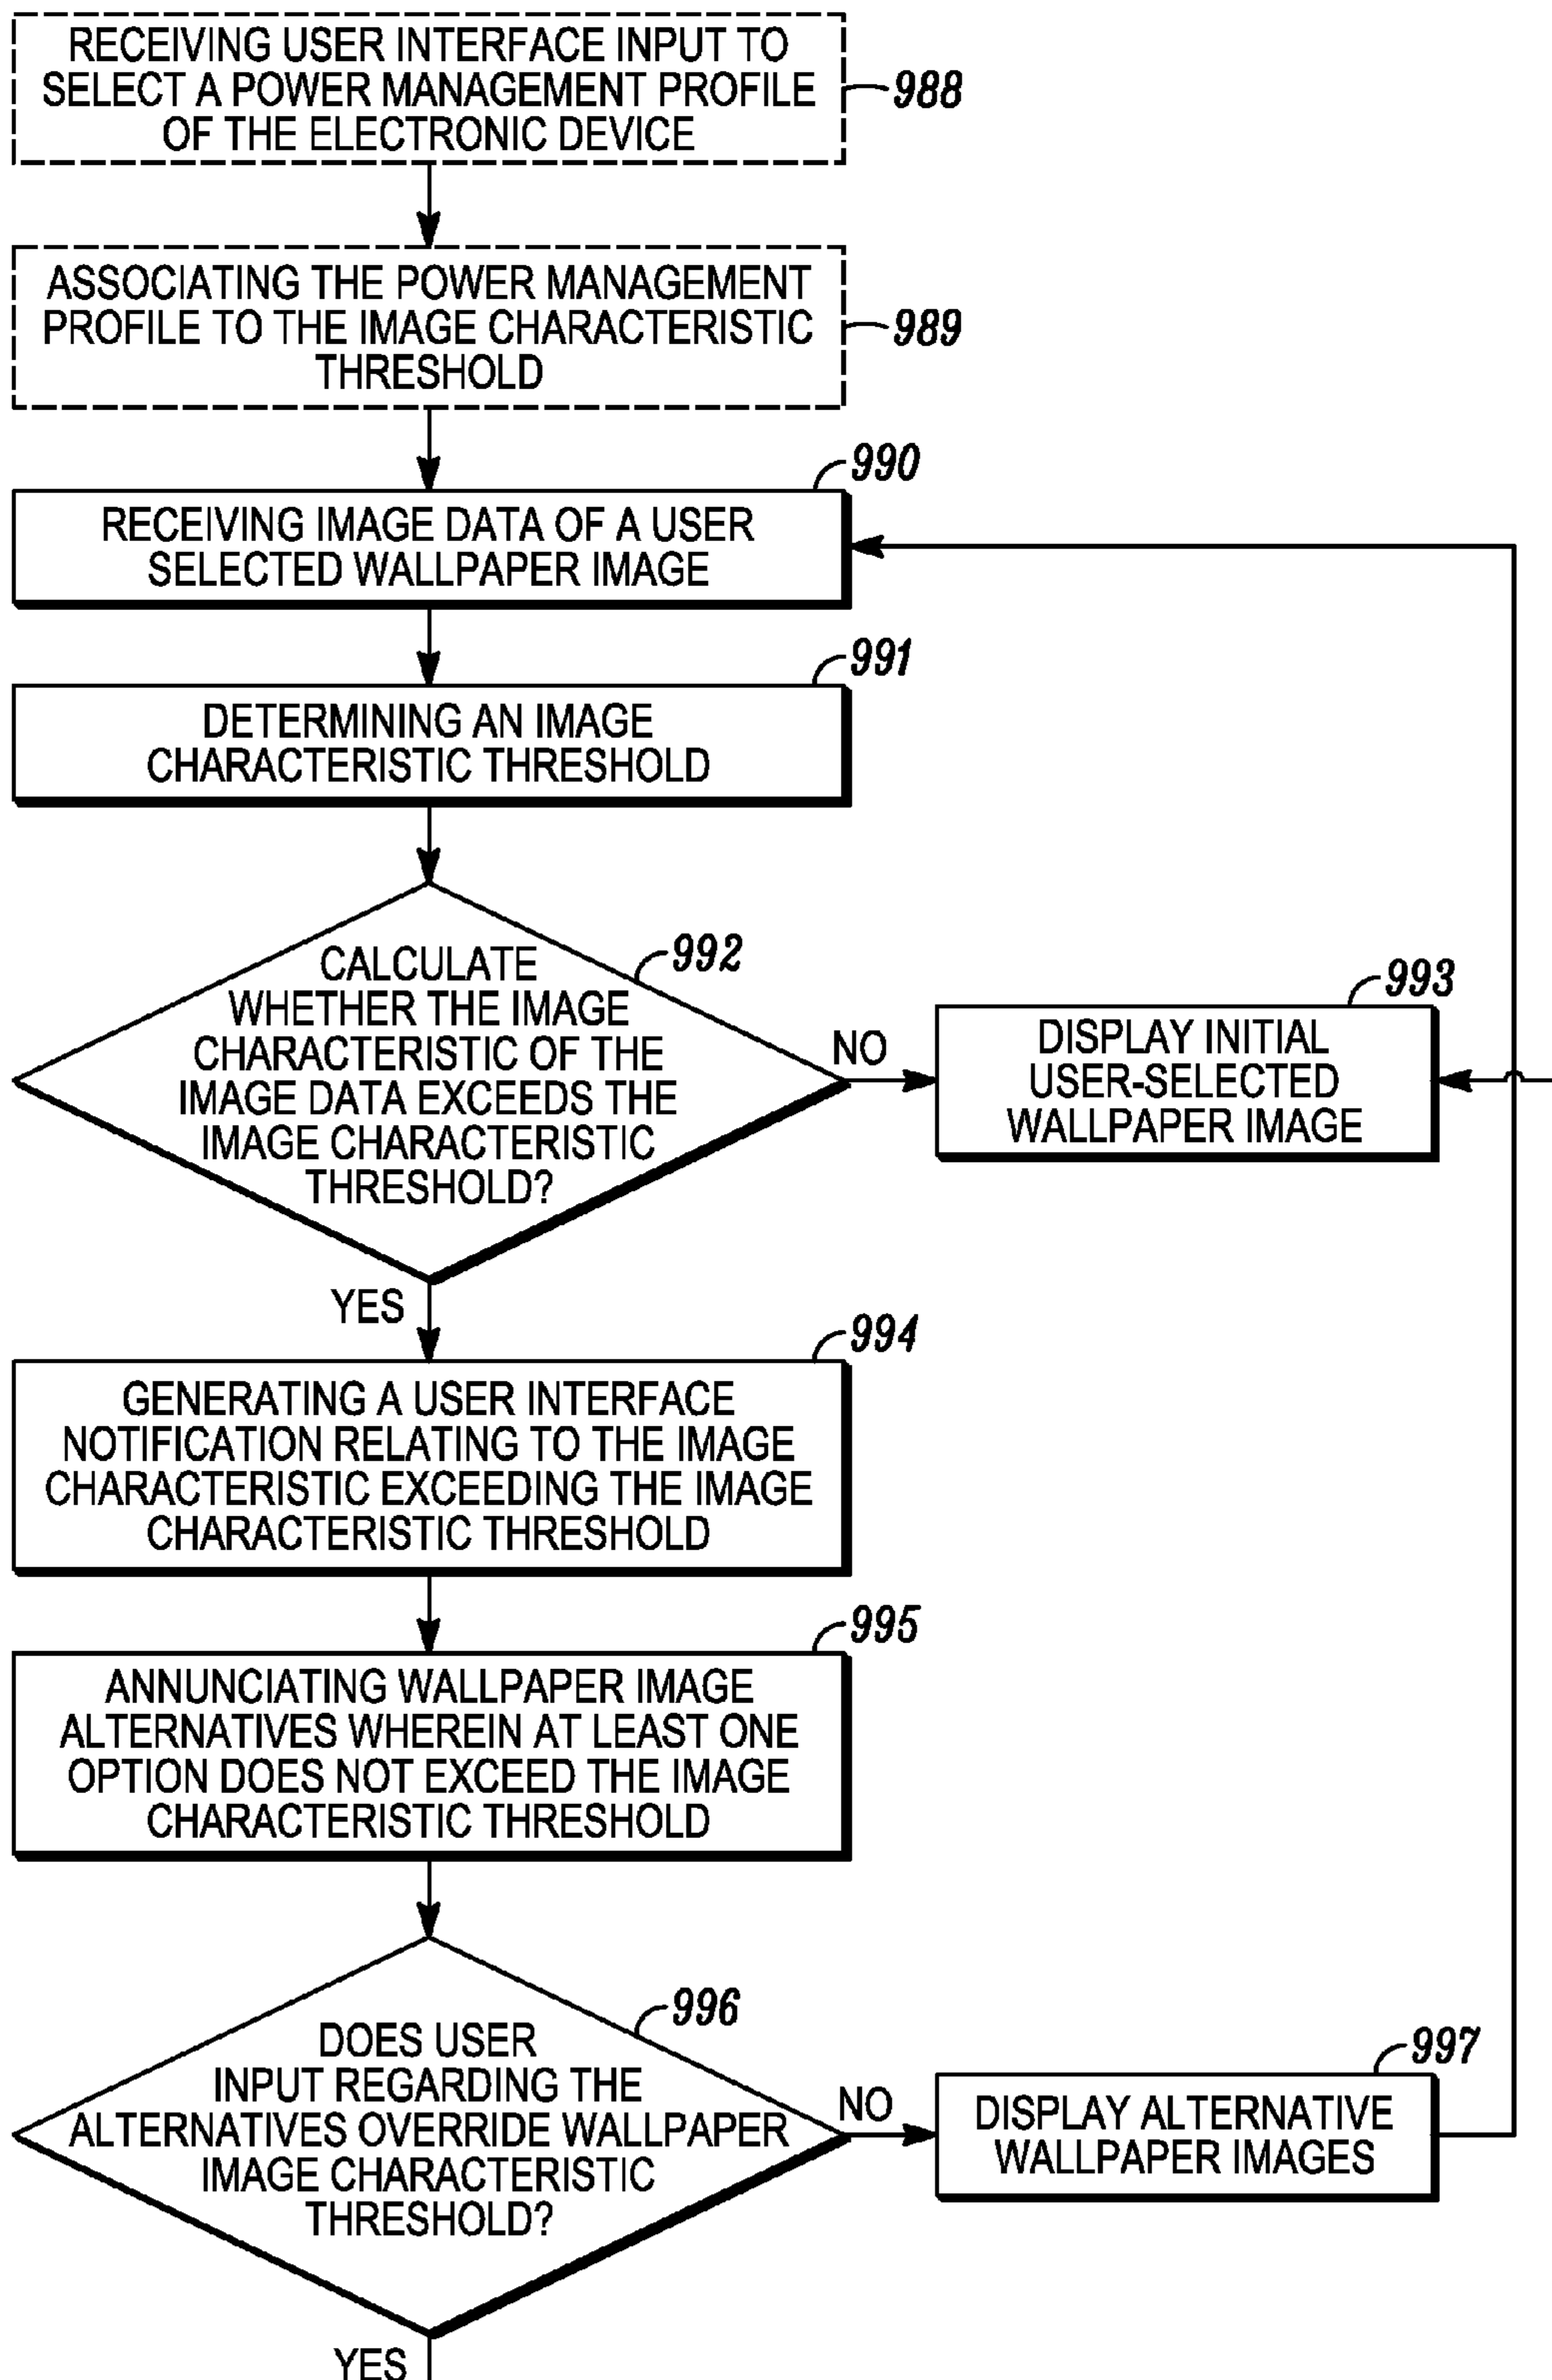 RECEIVING USER INTERFACE INPUT TO
SELECT A POWER MANAGEMENT PROFILE
OF THE ELECTRONIC DEVICE
988
ASSOCIATING THE POWER MANAGEMENT
PROFILE TO THE IMAGE CHARACTERISTIC
THRESHOLD
989
990
RECEIVING IMAGE DATA OF A USER
SELECTED WALLPAPER IMAGE
991
DETERMINING AN IMAGE
CHARACTERISTIC THRESHOLD
992
CALCULATE
WHETHER THE IMAGE
CHARACTERISTIC OF THE
IMAGE DATA EXCEEDS THE
IMAGE CHARACTERISTIC
THRESHOLD?
NO
993
DISPLAY INITIAL
USER-SELECTED
WALLPAPER IMAGE
YES
994
GENERATING A USER INTERFACE
NOTIFICATION RELATING TO THE IMAGE
CHARACTERISTIC EXCEEDING THE IMAGE
CHARACTERISTIC THRESHOLD
995
ANNUNCIATING WALLPAPER IMAGE
ALTERNATIVES WHEREIN AT LEAST ONE
OPTION DOES NOT EXCEED THE IMAGE
CHARACTERISTIC THRESHOLD
996
DOES USER
INPUT REGARDING THE
ALTERNATIVES OVERRIDE WALLPAPER
IMAGE CHARACTERISTIC
THRESHOLD?
NO
997
DISPLAY ALTERNATIVE
WALLPAPER IMAGES
YES